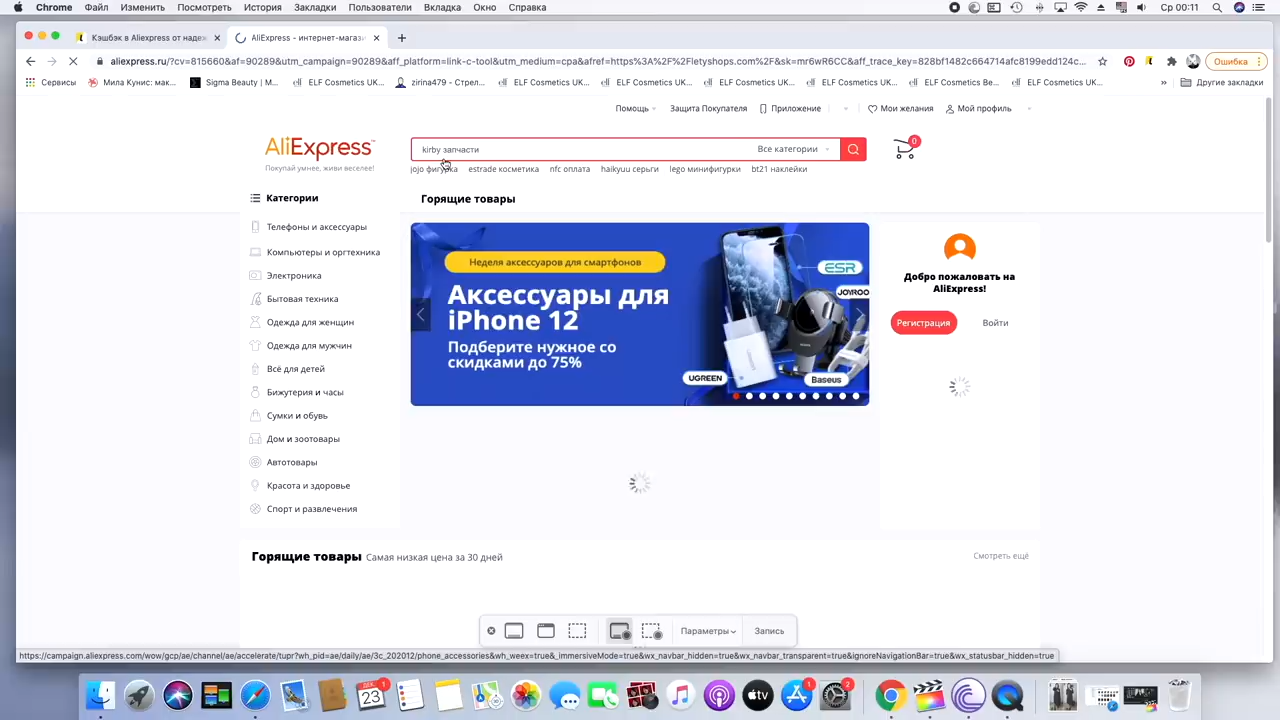 Chrome Файл Изменить Посмотреть История Закладки Пользователи Вкладка Окно Справка Ср 00:11
Кэшбэк в Aliexpress от надеж
AliExpress - интернет-магази
aliexpress.ru/?cv=815660&af=90289&utm_campaign=90289&aff_platform=link-c-tool&utm_medium=cpa&afref=https%3A%2F%2Fletyshops.com%2F&sk=mr6wR6CC&aff_trace_key=828bf1482c664714afc8199edd124c... Ошибка
Сервисы Мила Кунис: мак... Sigma Beauty | M... ELF Cosmetics UK... zirina479 – Стрел... ELF Cosmetics UK... ELF Cosmetics UK... ELF Cosmetics UK... ELF Cosmetics Be... ELF Cosmetics UK... » Другие закладки
Помощь Защита Покупателя Приложение Мои желания Мой профиль
AliExpress
Покупай умнее, живи веселее!
kirby запчасти Все категории 0
jojo фигурка estrade косметика nfc оплата haikyuu серьги lego минифигурки bt21 наклейки
Категории
Горящие товары
Телефоны и аксессуары
Компьютеры и оргтехника
Электроника
Бытовая техника
Одежда для женщин
Одежда для мужчин
Всё для детей
Бижутерия и часы
Сумки и обувь
Дом и зоотовары
Автотовары
Красота и здоровье
Спорт и развлечения
Неделя аксессуаров для смартфонов
Аксессуары для
iPhone 12
Подберите нужное со
скидками до 75%
ESR
JOYROO
UGREEN
Baseus
Добро пожаловать на
AliExpress!
Регистрация Войти
Горящие товары Самая низкая цена за 30 дней Смотреть ещё
Параметры Запись
https://campaign.aliexpress.com/wow/gcp/ae/channel/ae/accelerate/tupr?wh_pid=ae/daily/ae/3c_202012/phone_accessories&wh_weex=true&_immersiveMode=true&wx_navbar_hidden=true&wx_navbar_transparent=true&ignoreNavigationBar=true&wx_statusbar_hidden=true
ДЕК.
23
1
tv
1
2